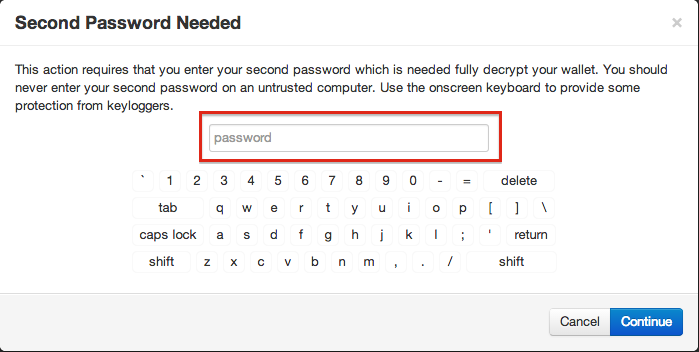 Second Password Needed ×
This action requires that you enter your second password which is needed fully decrypt your wallet. You should
never enter your second password on an untrusted computer. Use the onscreen keyboard to provide some
protection from keyloggers.
password
` 1 2 3 4 5 6 7 8 9 0 - = delete
tab q w e r t y u i o p [ ] \
caps lock a s d f g h j k l ; ' return
shift z x c v b n m , . / shift
Cancel Continue